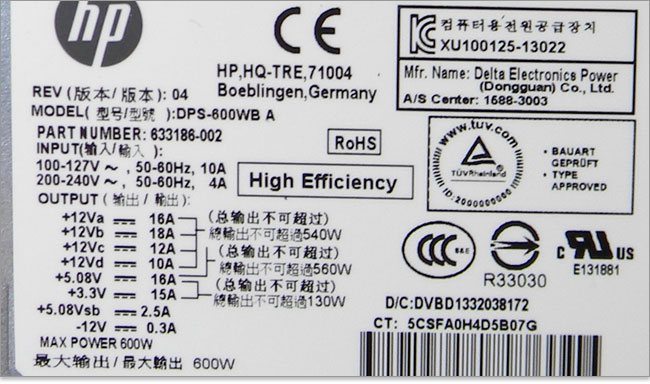 hp
CE
HP,HQ-TRE,71004
Boeblingen,Germany
KC
컴퓨터용전원공급장치
XU100125-13022
Mfr. Name: Delta Electronics Power
(Dongguan) Co., Ltd.
A/S Center: 1588-3003
REV (版本/版本): 04
MODEL(型号/型號):DPS-600WB A
PART NUMBER: 633186-002
INPUT(输入/輸入):
100-127V ~, 50-60Hz, 10A
200-240V ~, 50-60Hz, 4A
RoHS
High Efficiency
www.tuv.com
TÜVRheinland
ID:2000000000
• BAUART
GEPRÜFT
• TYPE
APPROVED
OUTPUT (输出/輸出):
+12Va 16A
+12Vb 18A
+12Vc 12A
+12Vd 10A
+5.08V 16A
+3.3V 15A
+5.08Vsb 2.5A
-12V 0.3A
(总输出不可超过)
總輸出不可超過540W
(总输出不可超过)
總輸出不可超過560W
(总输出不可超过)
總輸出不可超過130W
MAX POWER 600W
最大输出/最大輸出 600W
CCC
R33030
c RU US
E131881
D/C:DVBD1332038172
CT: 5CSFA0H4D5B07G